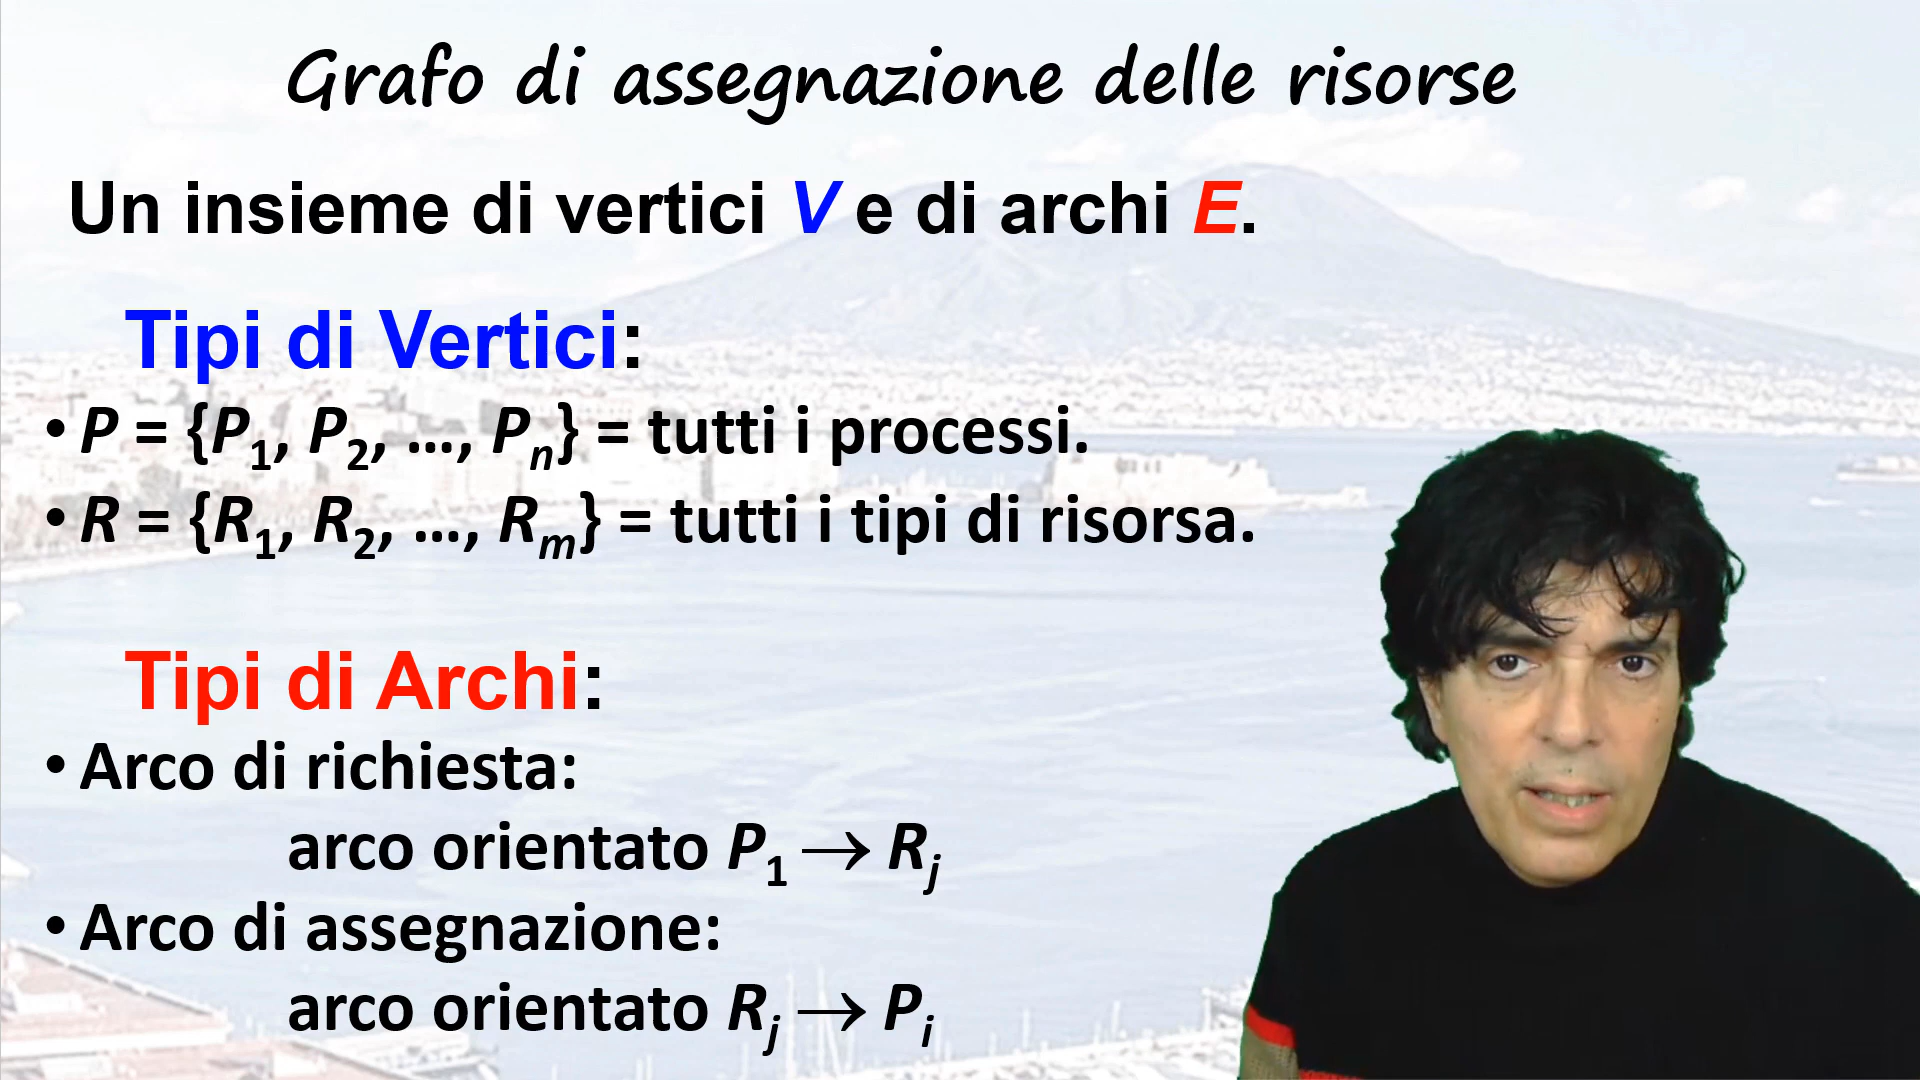 Grafo di assegnazione delle risorse
Un insieme di vertici V e di archi E.
Tipi di Vertici:
• P = {P1, P2, ..., Pn} = tutti i processi.
• R = {R1, R2, ..., Rm} = tutti i tipi di risorsa.
Tipi di Archi:
• Arco di richiesta:
arco orientato P1 → Rj
• Arco di assegnazione:
arco orientato Rj → Pi